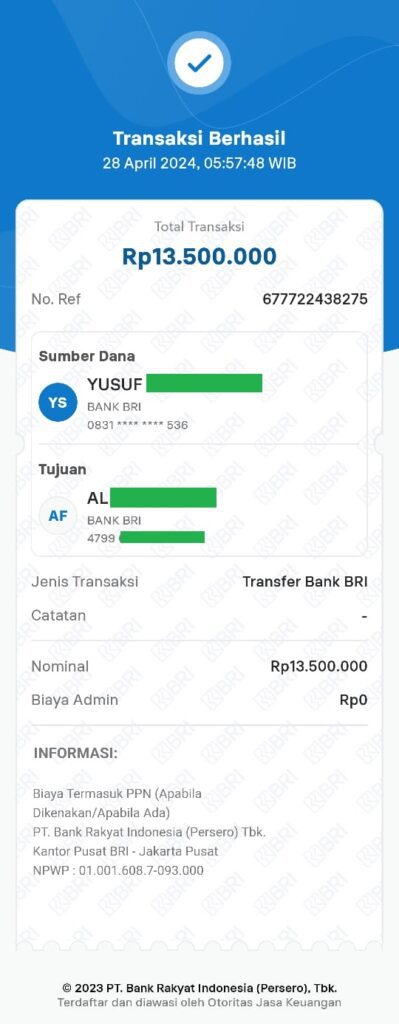 Transaksi Berhasil
28 April 2024, 05:57:48 WIB
Total Transaksi
Rp13.500.000
No. Ref 677722438275
Sumber Dana
YS YUSUF
BANK BRI
0831 **** **** 536
Tujuan
AF AL
BANK BRI
4799
Jenis Transaksi Transfer Bank BRI
Catatan -
Nominal Rp13.500.000
Biaya Admin Rp0
INFORMASI:
Biaya Termasuk PPN (Apabila
Dikenakan/Apabila Ada)
PT. Bank Rakyat Indonesia (Persero) Tbk.
Kantor Pusat BRI - Jakarta Pusat
NPWP : 01.001.608.7-093.000
© 2023 PT. Bank Rakyat Indonesia (Persero), Tbk.
Terdaftar dan diawasi oleh Otoritas Jasa Keuangan